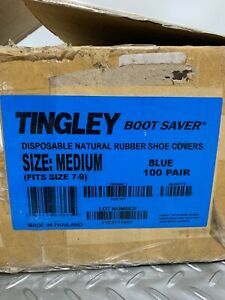 TINGLEY BOOT SAVER®
DISPOSABLE NATURAL RUBBER SHOE COVERS
SIZE: MEDIUM BLUE
(FITS SIZE 7-9) 100 PAIR
LOT NUMBER
MADE IN THAILAND